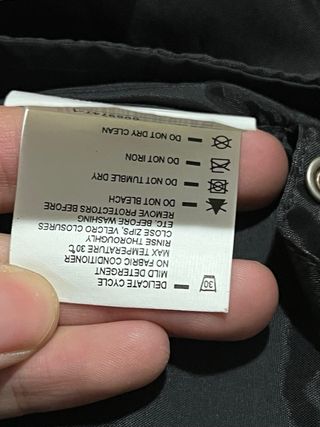 30
DELICATE CYCLE
MILD DETERGENT
NO FABRIC CONDITIONER
MAX TEMPERATURE 30℃
RINSE THOROUGHLY
CLOSE ZIPS, VELCRO CLOSURES
ETC. BEFORE WASHING
REMOVE PROTECTORS BEFORE
DO NOT BLEACH
DO NOT TUMBLE DRY
DO NOT IRON
DO NOT DRY CLEAN